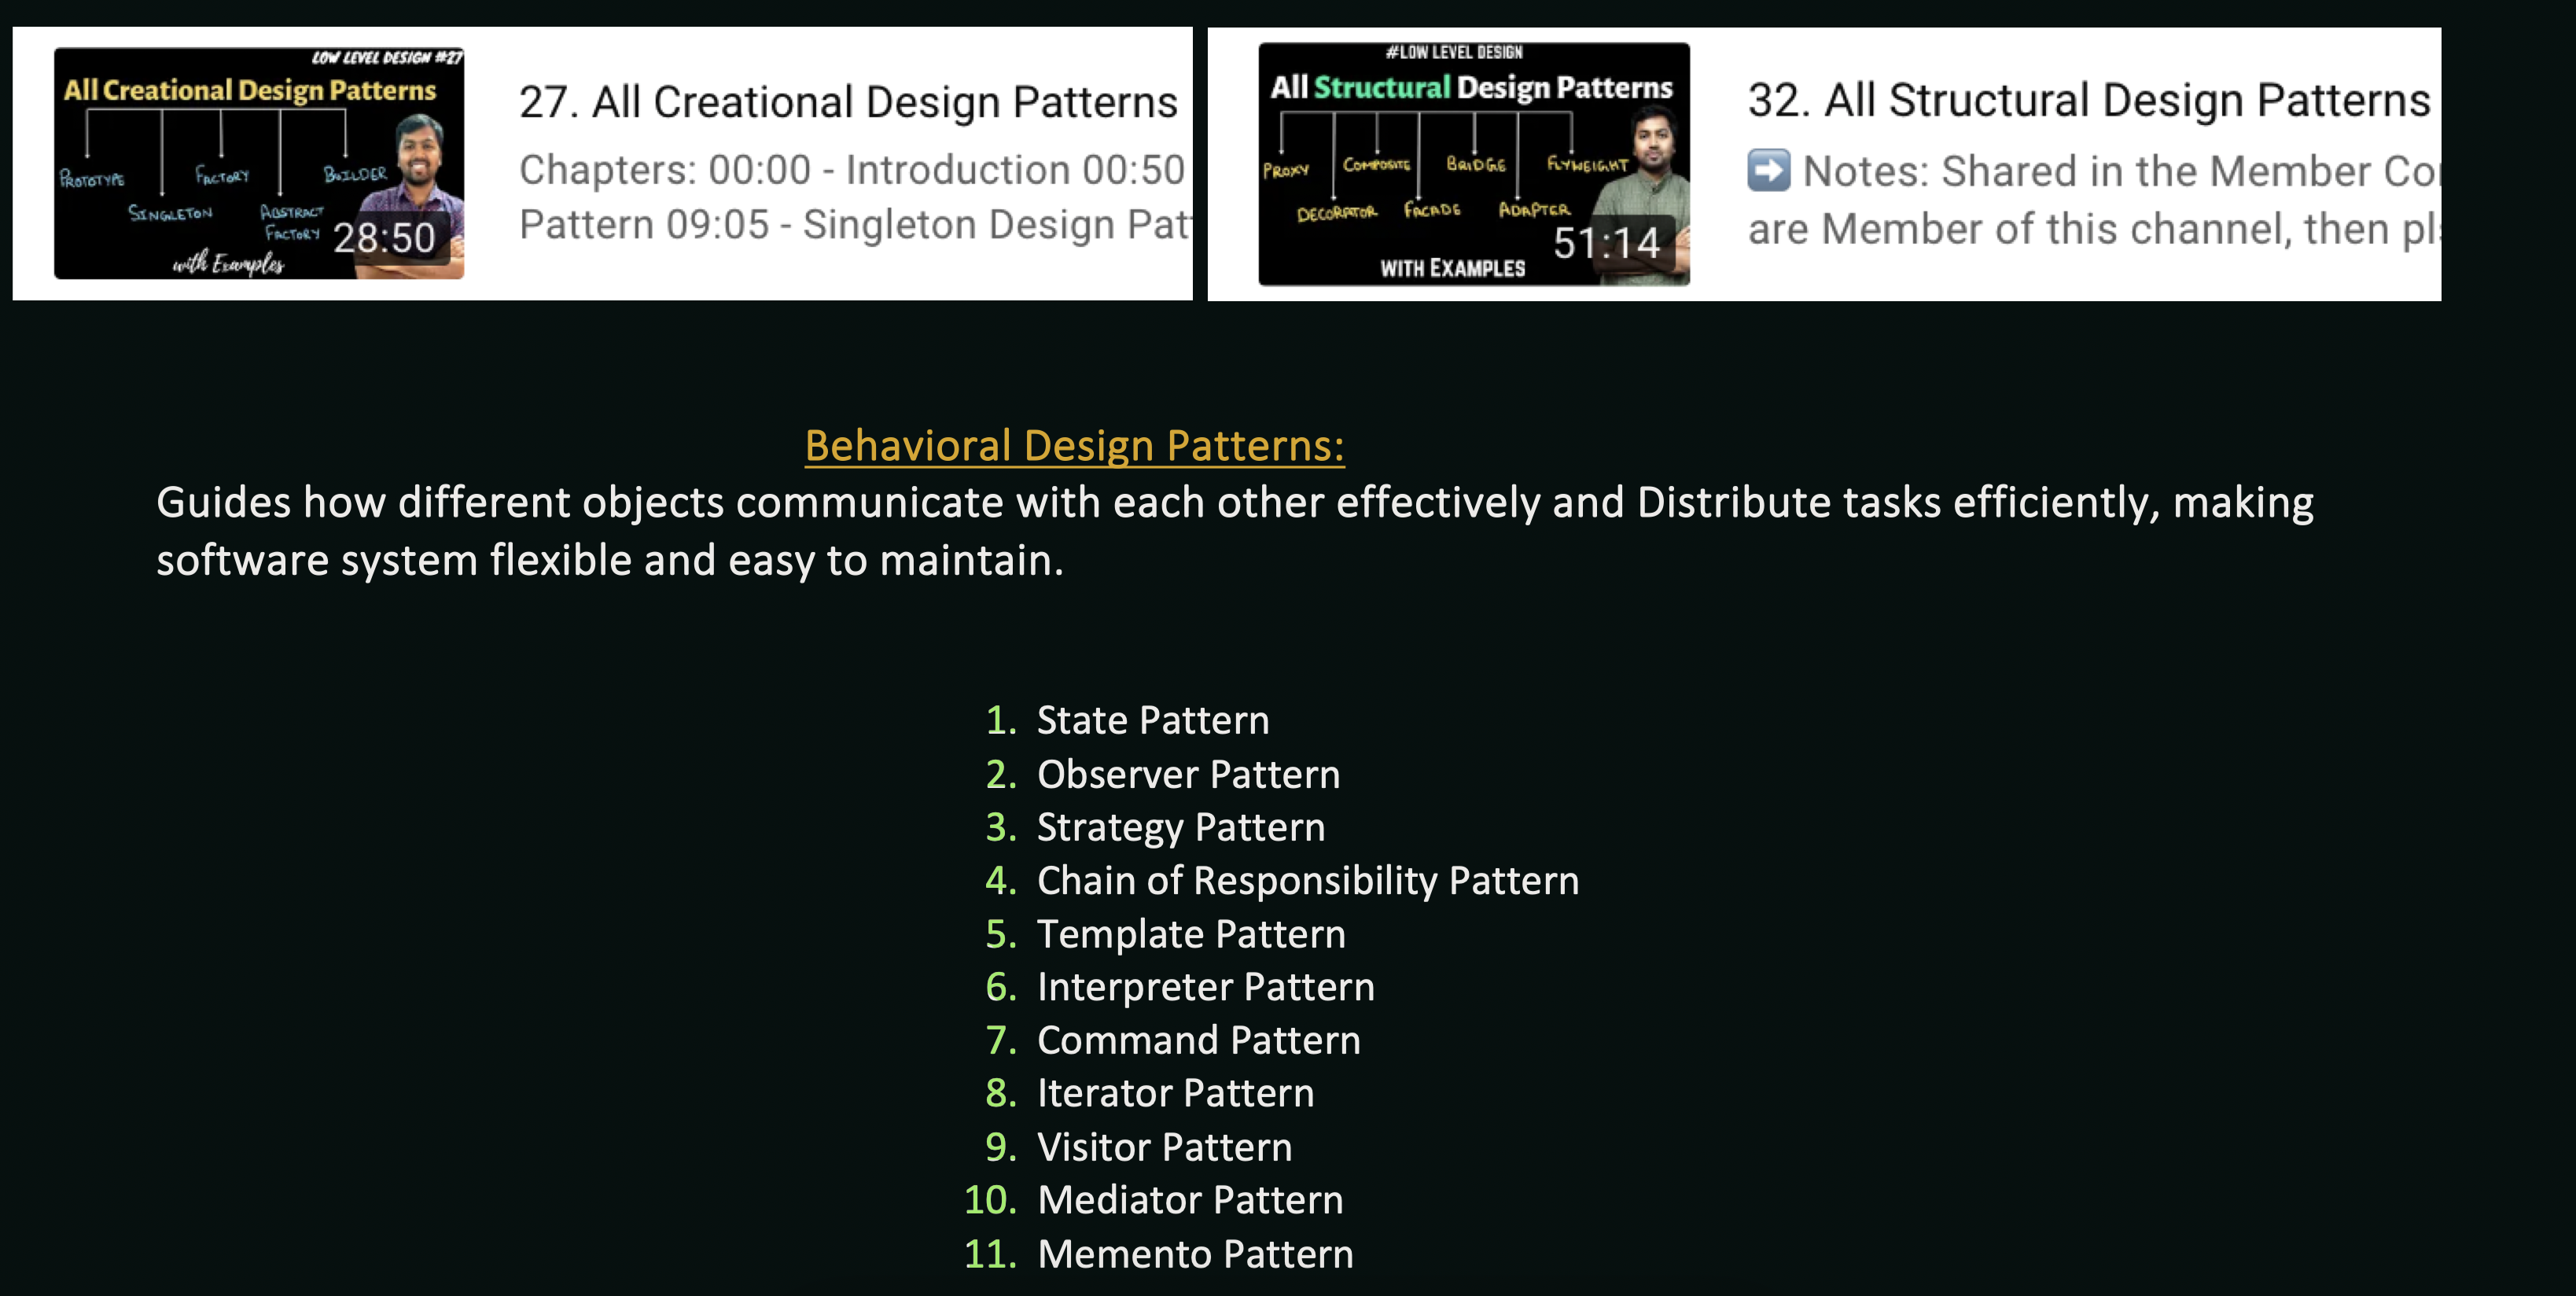 LOW LEVEL DESIGN #27
All Creational Design Patterns
PROTOTYPE
FACTORY
BUILDER
SINGLETON
ABSTRACT
FACTORY
28:50
with Examples
27. All Creational Design Patterns
Chapters: 00:00 - Introduction 00:50
Pattern 09:05 - Singleton Design Pat
#LOW LEVEL DESIGN
All Structural Design Patterns
PROXY
COMPOSITE
BRIDGE
FLYWEIGHT
DECORATOR
FACADE
ADAPTER
51:14
WITH EXAMPLES
32. All Structural Design Patterns
➡ Notes: Shared in the Member Co
are Member of this channel, then pl
Behavioral Design Patterns:
Guides how different objects communicate with each other effectively and Distribute tasks efficiently, making
software system flexible and easy to maintain.
1. State Pattern
2. Observer Pattern
3. Strategy Pattern
4. Chain of Responsibility Pattern
5. Template Pattern
6. Interpreter Pattern
7. Command Pattern
8. Iterator Pattern
9. Visitor Pattern
10. Mediator Pattern
11. Memento Pattern